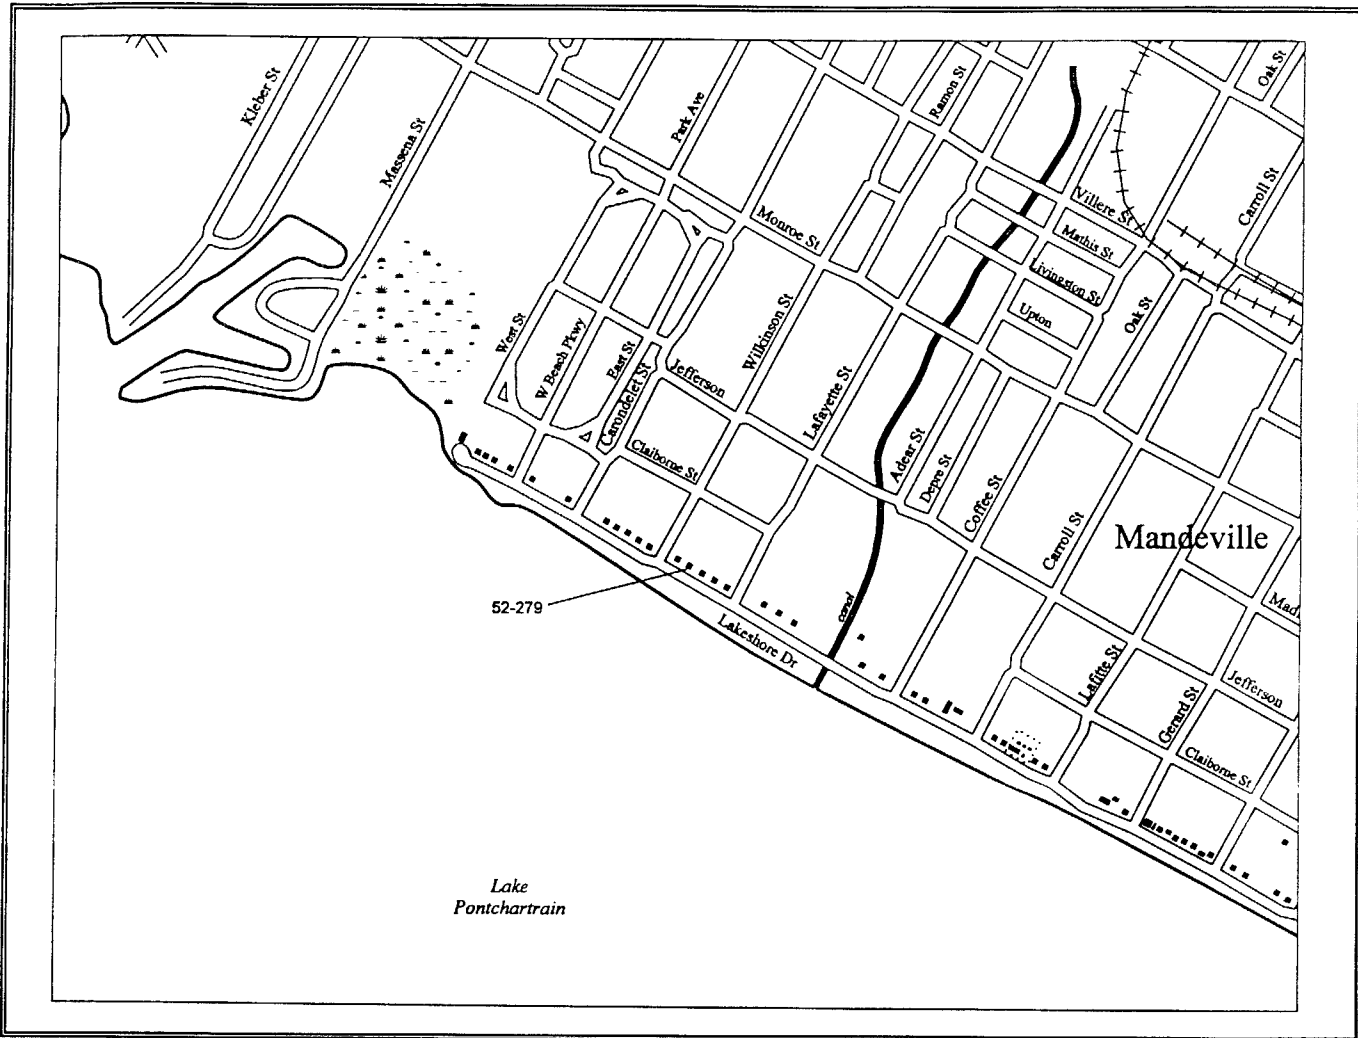 Kleber St
Massena St
Park Ave
Ramon St
Oak St
Carroll St
Villere St
Monroe St
Mathis St
Livingston St
Upton
Oak St
West St
W Beach Pkwy
East St
Carondelet St
Jefferson
Wilkinson St
Lafayette St
Claiborne St
Adear St
Depre St
Coffee St
Carroll St
Mandeville
52-279
canal
Lakeshore Dr
Lafitte St
Gerard St
Jefferson
Claiborne St
Lake
Pontchartrain